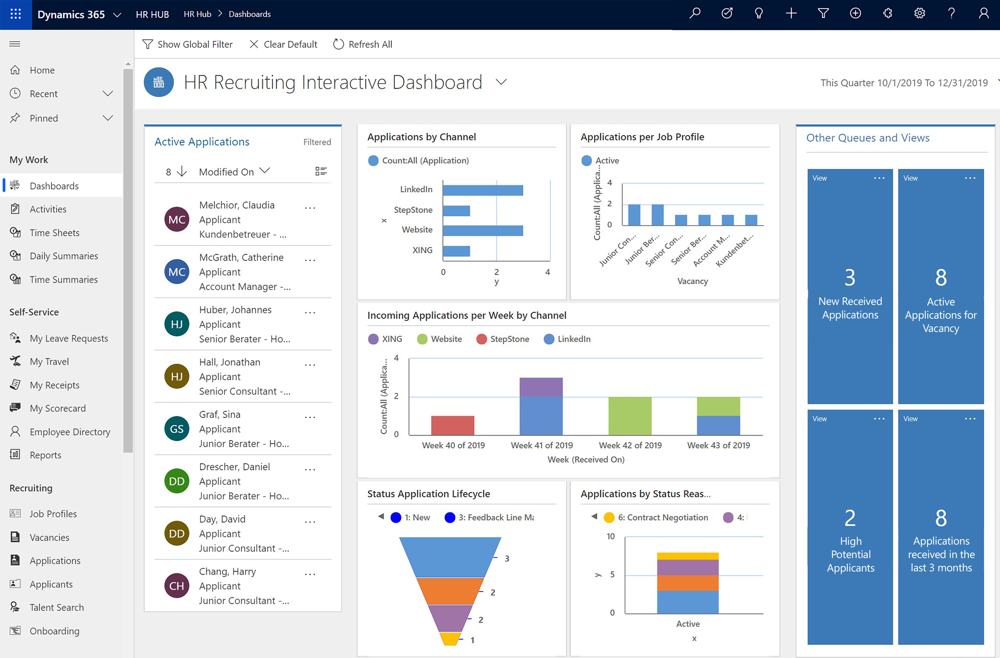 Dynamics 365
HR HUB
HR Hub > Dashboards
Show Global Filter
Clear Default
Refresh All
Home
Recent
Pinned
My Work
Dashboards
Activities
Time Sheets
Daily Summaries
Time Summaries
Self-Service
My Leave Requests
My Travel
My Receipts
My Scorecard
Employee Directory
Reports
Recruiting
Job Profiles
Vacancies
Applications
Applicants
Talent Search
Onboarding
HR Recruiting Interactive Dashboard
This Quarter 10/1/2019 To 12/31/2019
Active Applications
Filtered
8
Modified On
MC
Melchior, Claudia
Applicant
Kundenbetreuer - ...
MC
McGrath, Catherine
Applicant
Account Manager -...
HJ
Huber, Johannes
Applicant
Senior Berater - Ho...
HJ
Hall, Jonathan
Applicant
Senior Consultant -...
GS
Graf, Sina
Applicant
Junior Berater - Ho...
DD
Drescher, Daniel
Applicant
Junior Berater - Ho...
DD
Day, David
Applicant
Junior Consultant -...
CH
Chang, Harry
Applicant
Junior Consultant -...
Applications by Channel
Count:All (Application)
LinkedIn
StepStone
Website
XING
x
0 2 4
y
Applications per Job Profile
Active
Count:All (Applica...
4
2
0
Junior Con...
Junior Ber...
Senior Con...
Senior Ber...
Account M...
Kundenbet...
Vacancy
Incoming Applications per Week by Channel
XING Website StepStone LinkedIn
Count:All (Applica...
4
2
0
Week 40 of 2019 Week 41 of 2019 Week 42 of 2019 Week 43 of 2019
Week (Received On)
Status Application Lifecycle
1: New 3: Feedback Line Ma
3
2
2
1
Applications by Status Reas...
6: Contract Negotiation 4:
10
y
5
0
Active
x
Other Queues and Views
View ...
3
New Received
Applications
View ...
8
Active
Applications for
Vacancy
View ...
2
High
Potential
Applicants
View ...
8
Applications
received in the
last 3 months